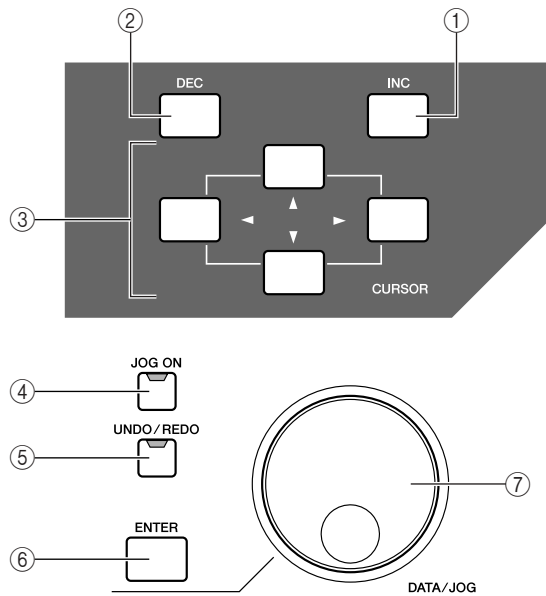 ② ①
DEC INC
③
CURSOR
JOG ON
④
UNDO/REDO
⑤
⑦
ENTER
⑥
DATA/JOG